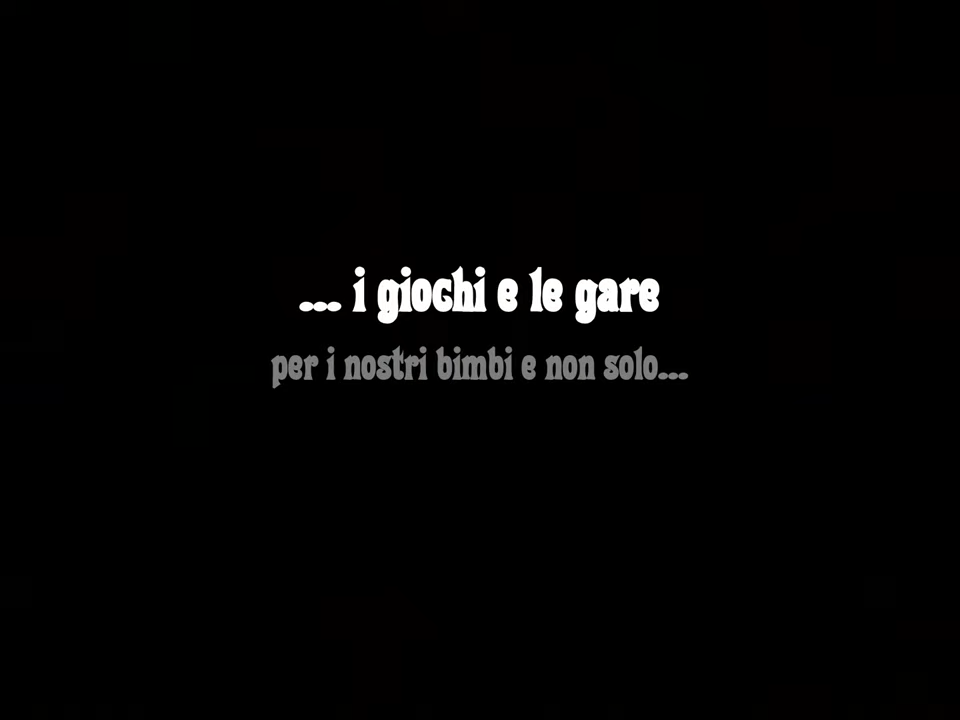 ... i giochi e le gare
per i nostri bimbi e non solo...